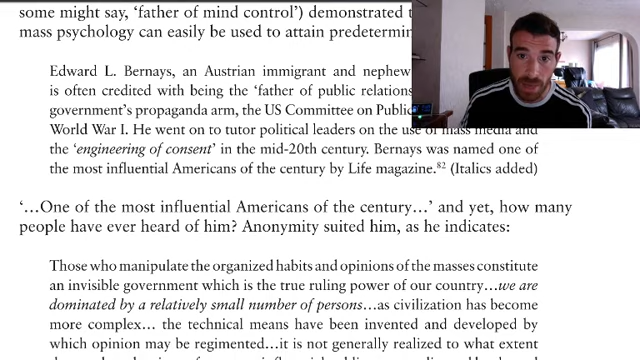 some might say, ‘father of mind control’) demonstrated
mass psychology can easily be used to attain
Edward L. Bernays, an Austrian immigrant and nephew
is often credited with being the ‘father of public relations
government’s propaganda arm, the US Committee on Public
World War I. He went on to tutor political leaders on the use of mass media and
the ‘engineering of consent’ in the mid-20th century. Bernays was named one of
the most influential Americans of the century by Life magazine.82 (Italics added)
‘…One of the most influential Americans of the century…’ and yet, how many
people have ever heard of him? Anonymity suited him, as he indicates:
Those who manipulate the organized habits and opinions of the masses constitute
an invisible government which is the true ruling power of our country…we are
dominated by a relatively small number of persons…as civilization has become
more complex… the technical means have been invented and developed by
which opinion may be regimented…it is not generally realized to what extent